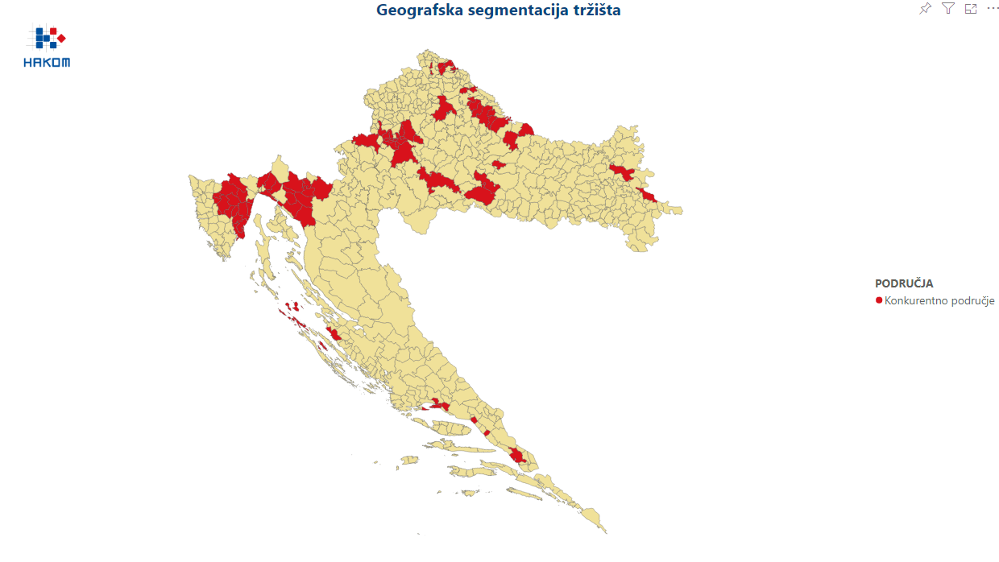 Geografska segmentacija tržišta
HAKOM
PODRUČJA
Konkurentno područje